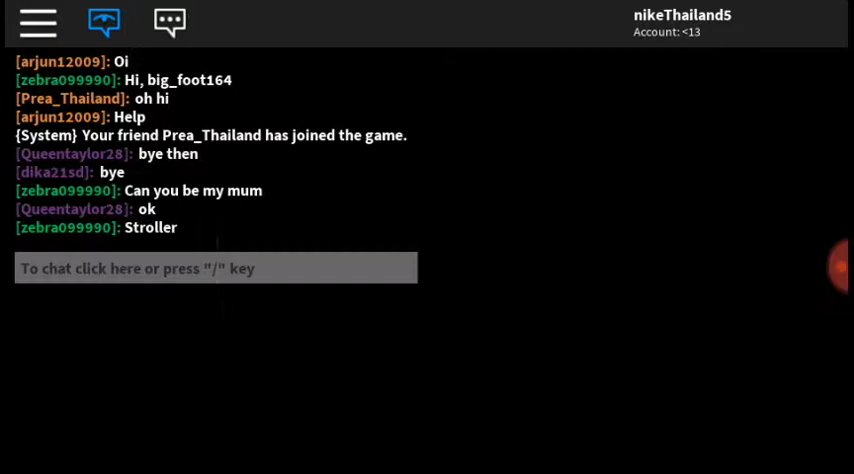 nikeThailand5
Account: <13
[arjun12009]: Oi
[zebra099990]: Hi, big_foot164
[Prea_Thailand]: oh hi
[arjun12009]: Help
{System} Your friend Prea_Thailand has joined the game.
[Queentaylor28]: bye then
[dika21sd]: bye
[zebra099990]: Can you be my mum
[Queentaylor28]: ok
[zebra099990]: Stroller
To chat click here or press "/" key